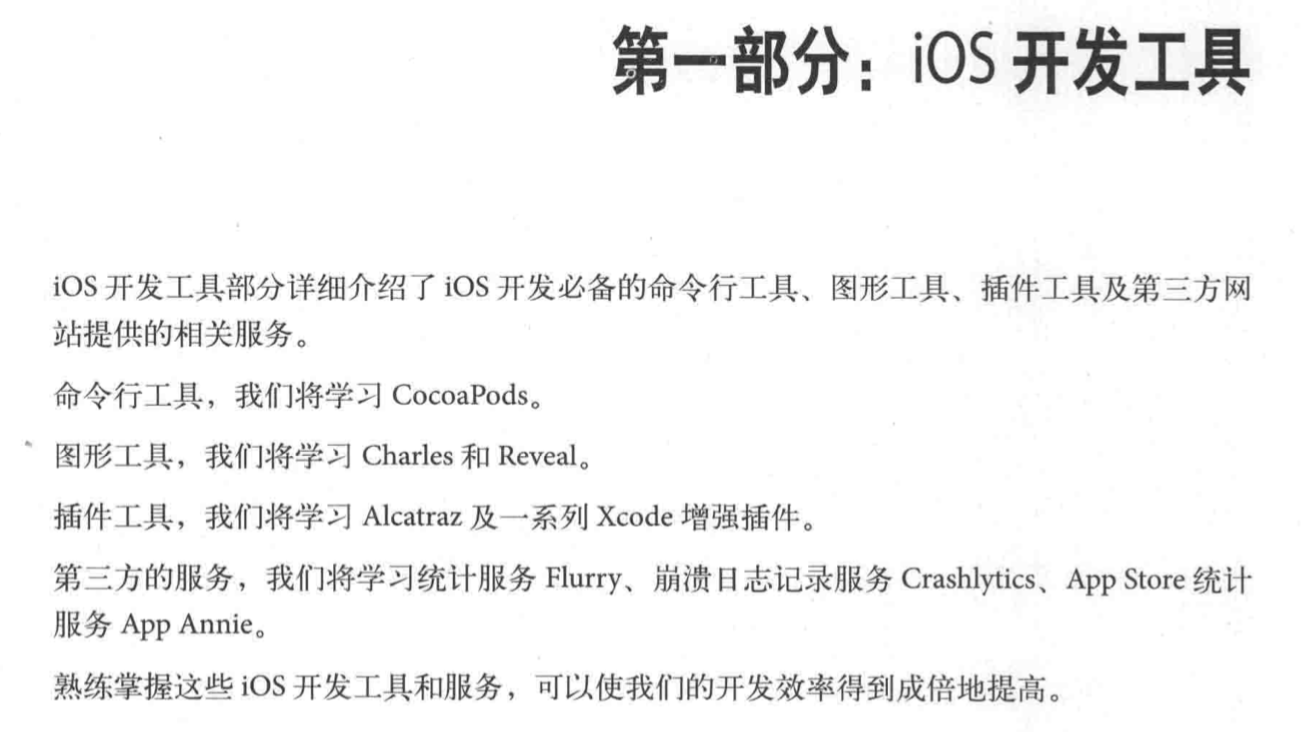 第一部分：iOS 开发工具
iOS 开发工具部分详细介绍了 iOS 开发必备的命令行工具、图形工具、插件工具及第三方网
站提供的相关服务。
命令行工具，我们将学习 CocoaPods。
图形工具，我们将学习 Charles 和 Reveal。
插件工具，我们将学习 Alcatraz 及一系列 Xcode 增强插件。
第三方的服务，我们将学习统计服务 Flurry、崩溃日志记录服务 Crashlytics、App Store 统计
服务 App Annie。
熟练掌握这些 iOS 开发工具和服务，可以使我们的开发效率得到成倍地提高。